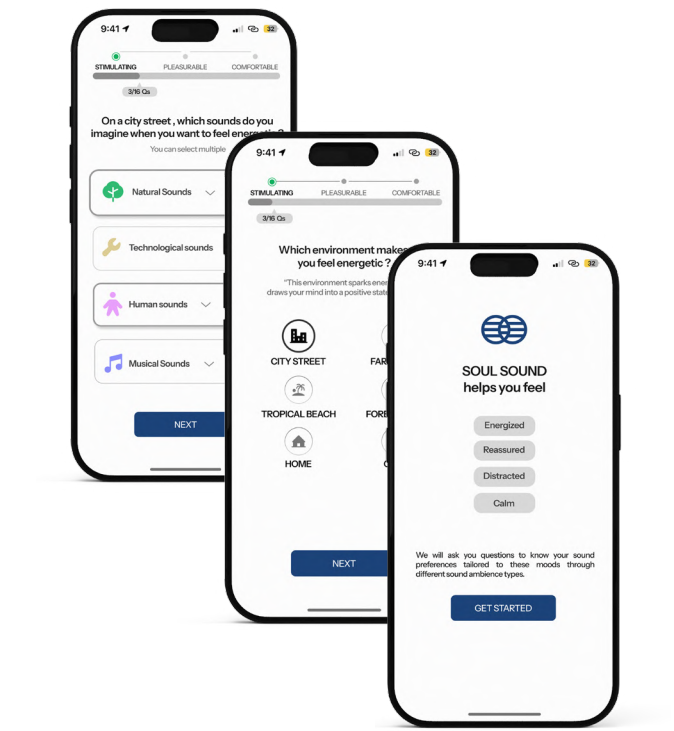 9:41
32
STIMULATING
PLEASURABLE
COMFORTABLE
3/16 Qs
On a city street , which sounds do you
imagine when you want to feel
You can select multiple
Natural Sounds
Technological sounds
Human sounds
Musical Sounds
NEXT
9:41
32
STIMULATING
PLEASURABLE
COMFORTABLE
3/16 Qs
Which environment makes
you feel energetic ?
"This environment sparks
draws your mind into a positive
CITY STREET
TROPICAL BEACH
HOME
NEXT
9:41
32
SOUL SOUND
helps you feel
Energized
Reassured
Distracted
Calm
We will ask you questions to know your sound
preferences tailored to these moods through
different sound ambience types.
GET STARTED